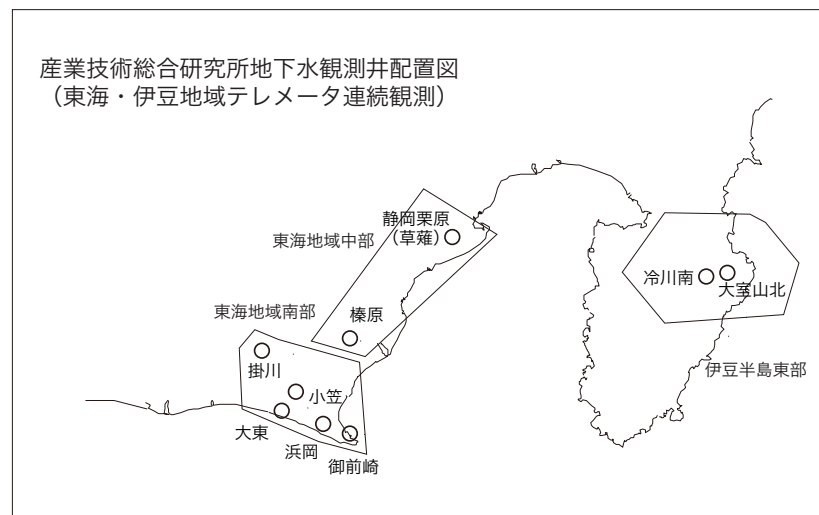 産業技術総合研究所地下水観測井配置図
（東海・伊豆地域テレメータ連続観測）
静岡栗原
（草薙）
東海地域中部
冷川南
大室山北
東海地域南部
榛原
掛川
伊豆半島東部
小笠
大東
浜岡
御前崎